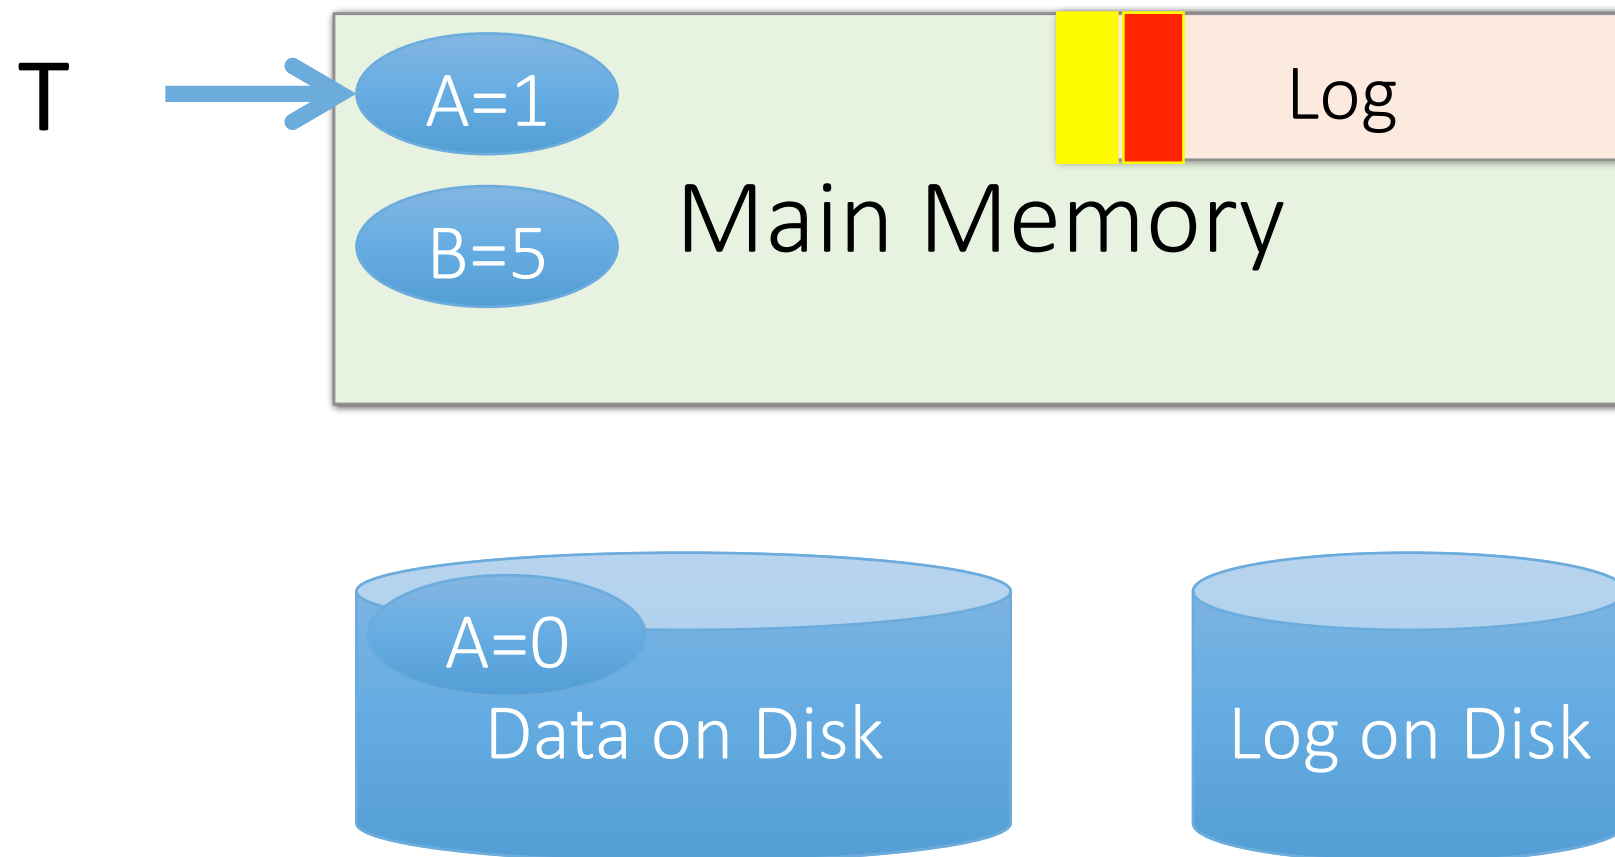 T
A=1
Log
B=5
Main Memory
A=0
Data on Disk
Log on Disk